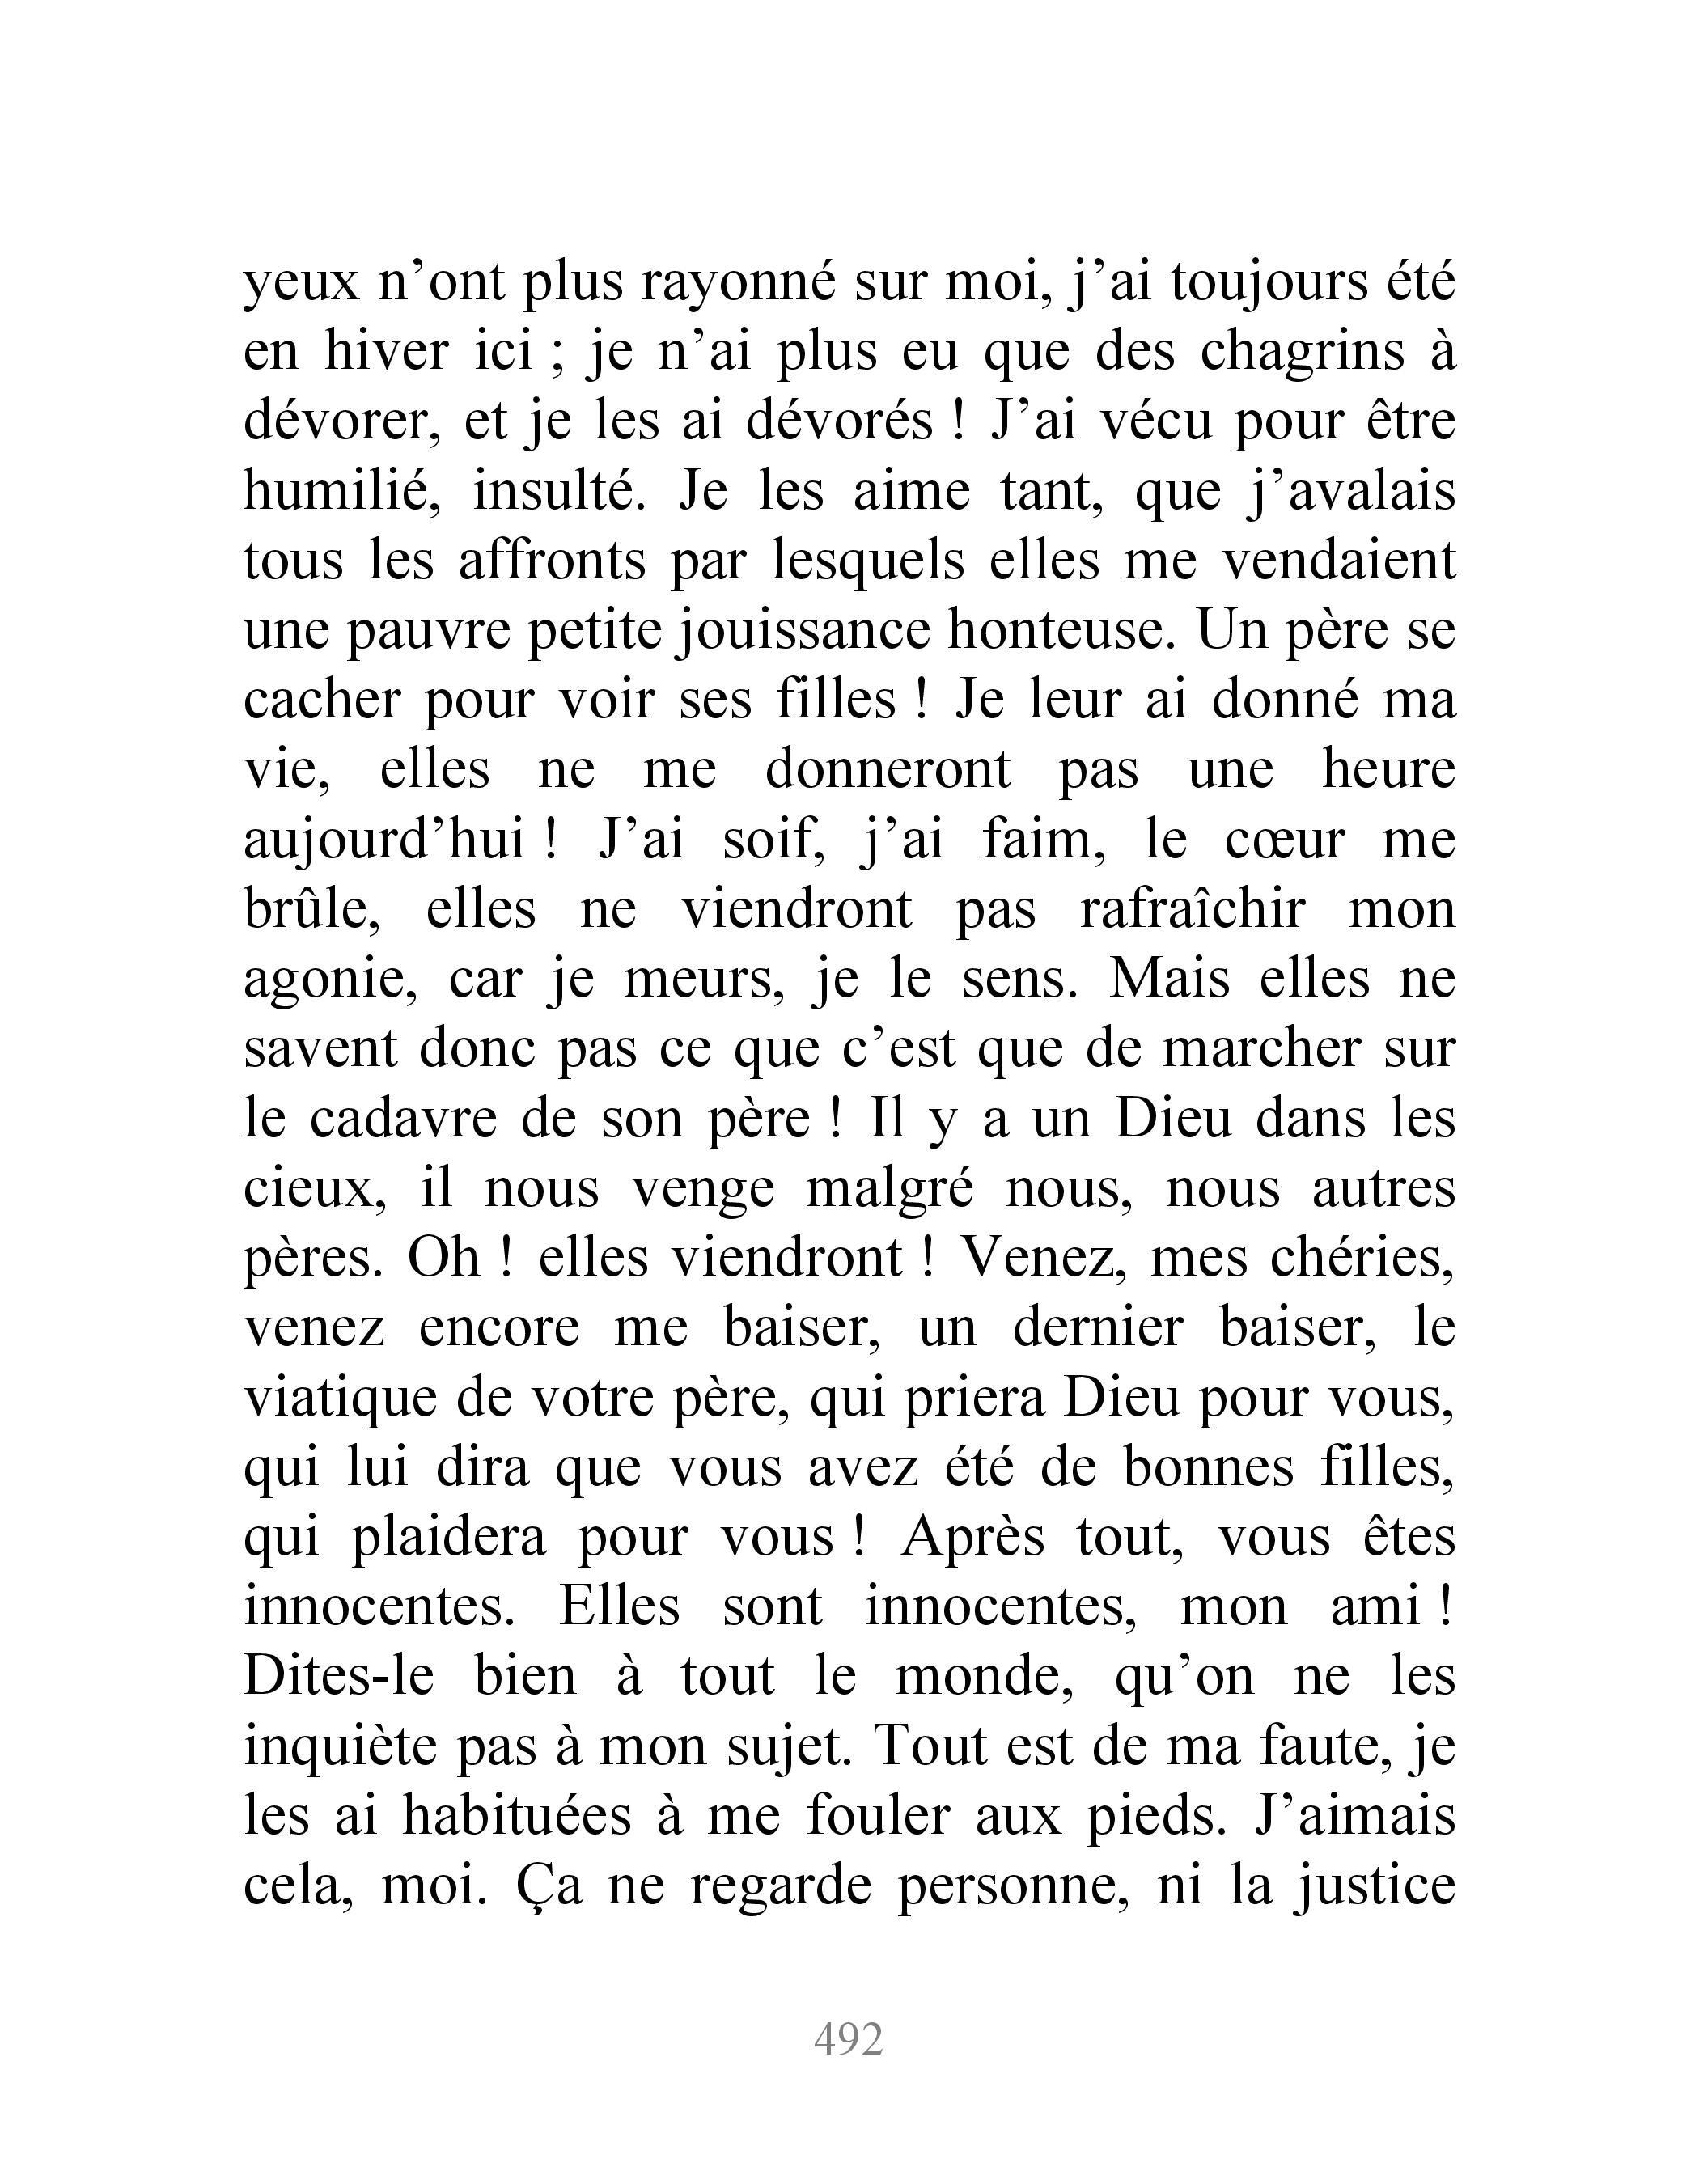 yeux n’ont plus rayonné sur moi, j’ai toujours été
en hiver ici ; je n’ai plus eu que des chagrins à
dévorer, et je les ai dévorés ! J’ai vécu pour être
humilié, insulté. Je les aime tant, que j’avalais
tous les affronts par lesquels elles me vendaient
une pauvre petite jouissance honteuse. Un père se
cacher pour voir ses filles ! Je leur ai donné ma
vie, elles ne me donneront pas une heure
aujourd’hui ! J’ai soif, j’ai faim, le cœur me
brûle, elles ne viendront pas rafraîchir mon
agonie, car je meurs, je le sens. Mais elles ne
savent donc pas ce que c’est que de marcher sur
le cadavre de son père ! Il y a un Dieu dans les
cieux, il nous venge malgré nous, nous autres
pères. Oh ! elles viendront ! Venez, mes chéries,
venez encore me baiser, un dernier baiser, le
viatique de votre père, qui priera Dieu pour vous,
qui lui dira que vous avez été de bonnes filles,
qui plaidera pour vous ! Après tout, vous êtes
innocentes. Elles sont innocentes, mon ami !
Dites-le bien à tout le monde, qu’on ne les
inquiète pas à mon sujet. Tout est de ma faute, je
les ai habituées à me fouler aux pieds. J’aimais
cela, moi. Ça ne regarde personne, ni la justice
492